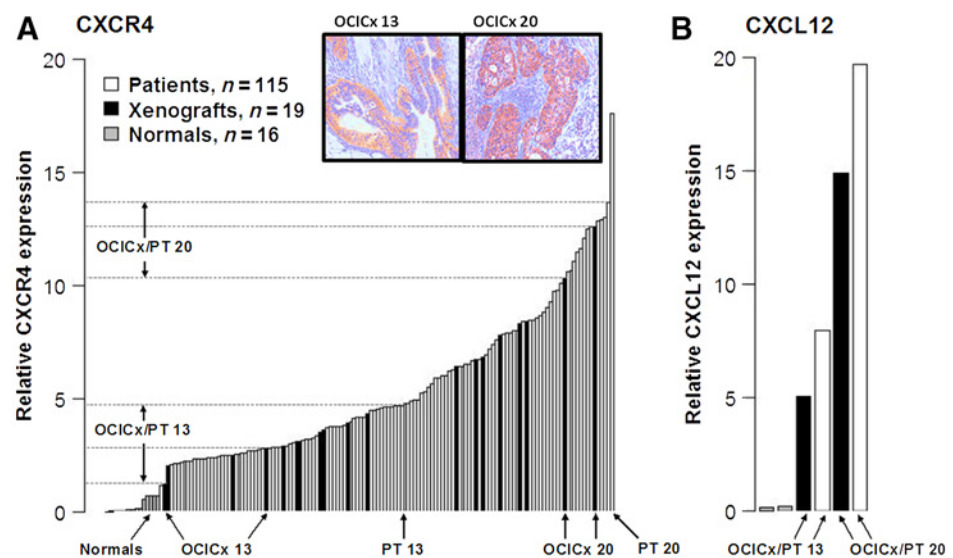 A CXCR4
OCICx 13
OCICx 20
20
15
10
5
0
Relative CXCR4 expression
Patients, n = 115
Xenografts, n = 19
Normals, n = 16
OCICx/PT 20
OCICx/PT 13
Normals
OCICx 13
PT 13
OCICx 20
PT 20
B CXCL12
20
15
10
5
0
Relative CXCL12 expression
OCICx/PT 13
OCICx/PT 20